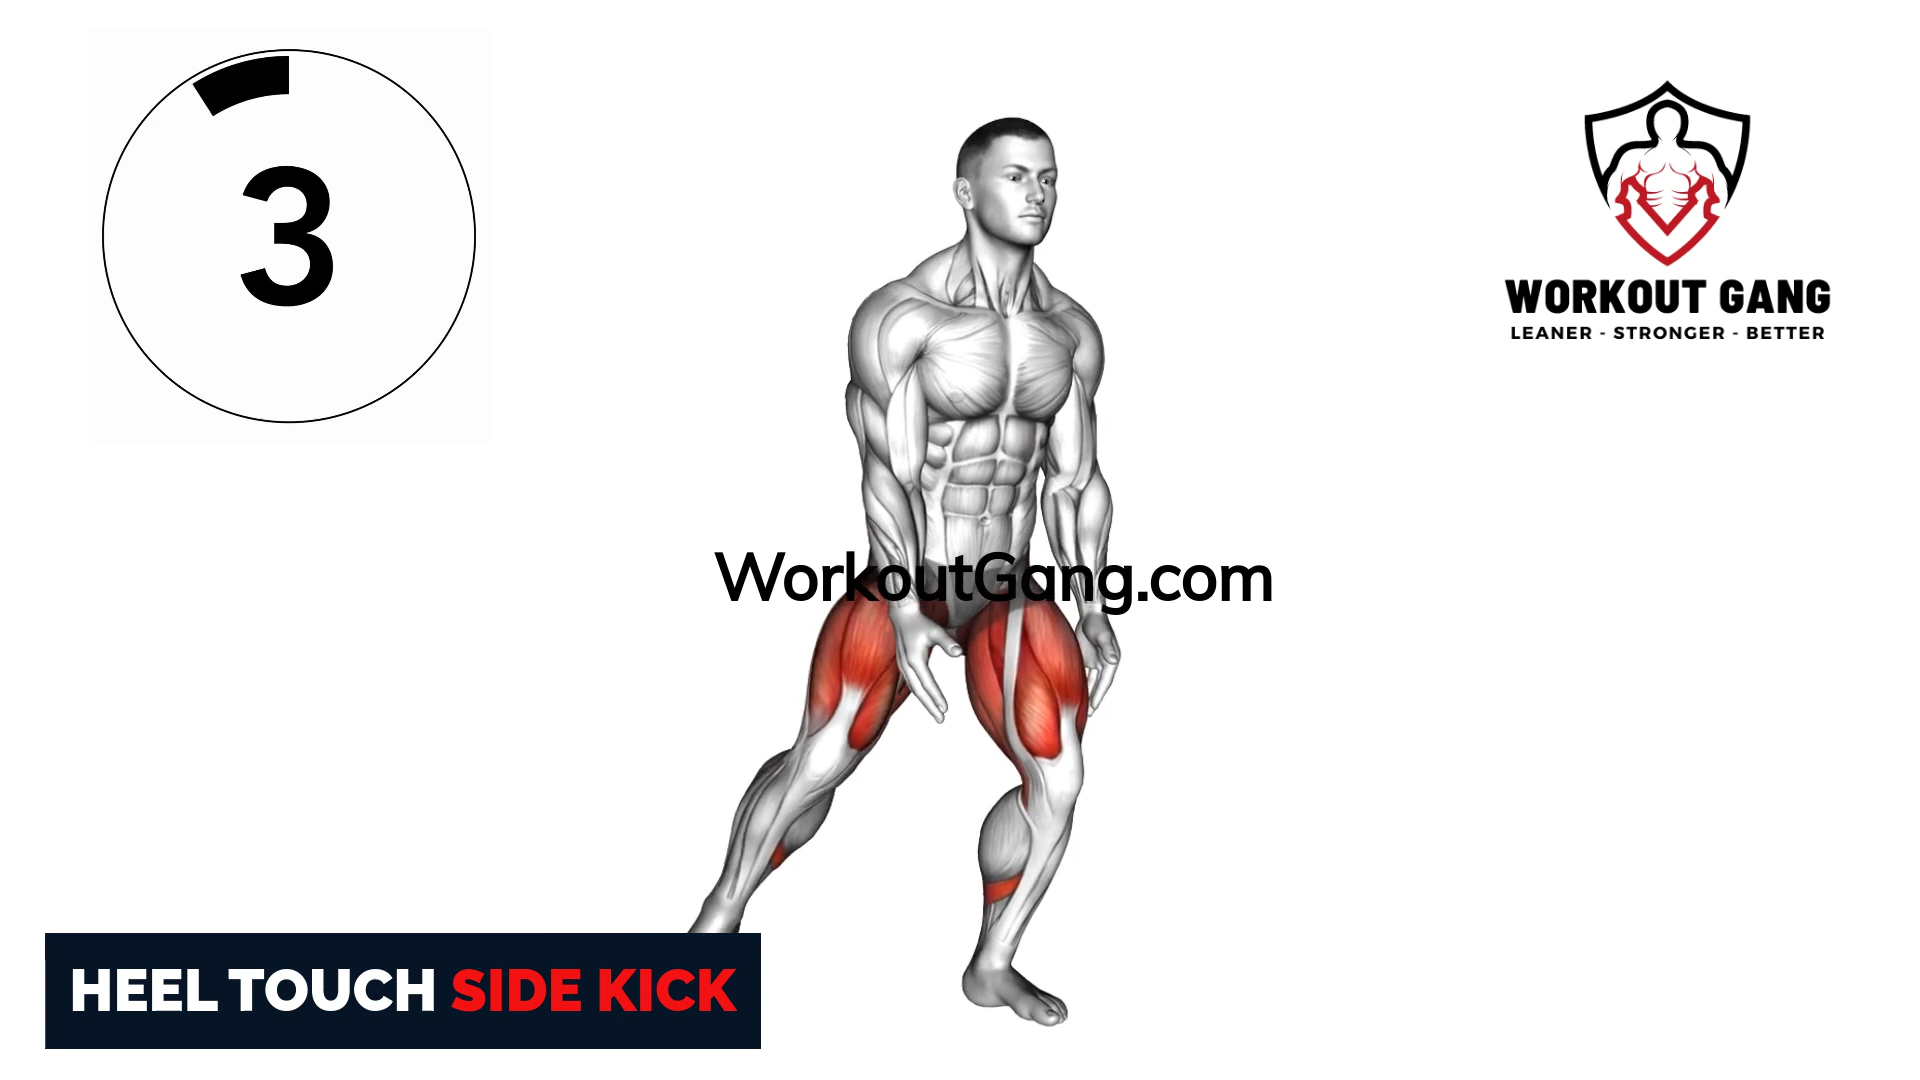 3
WORKOUT GANG
LEANER - STRONGER - BETTER
WorkoutGang.com
HEEL TOUCH SIDE KICK